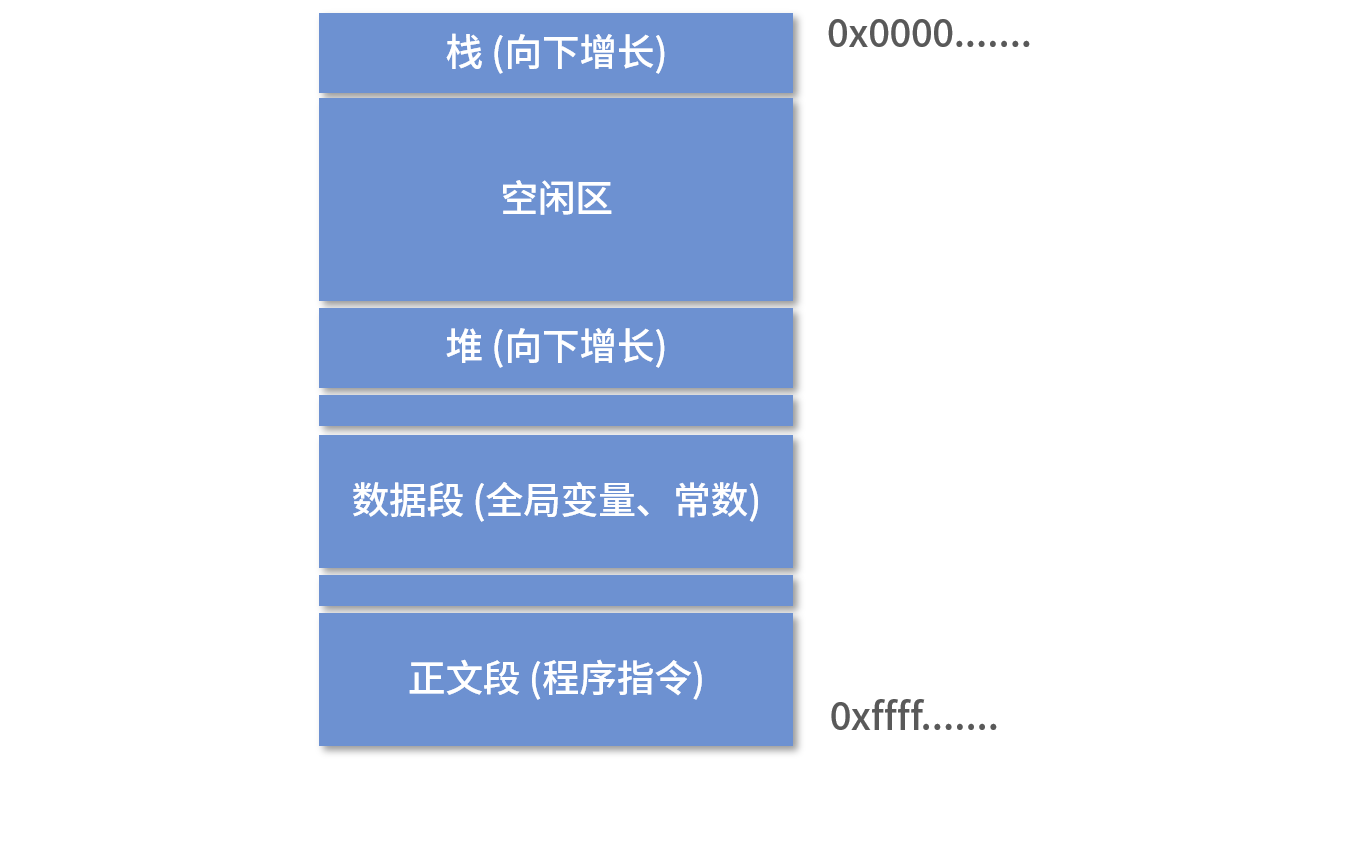 栈 (向下增长)
0x0000.......
空闲区
堆 (向下增长)
数据段 (全局变量、常数)
正文段 (程序指令)
0xffff.......